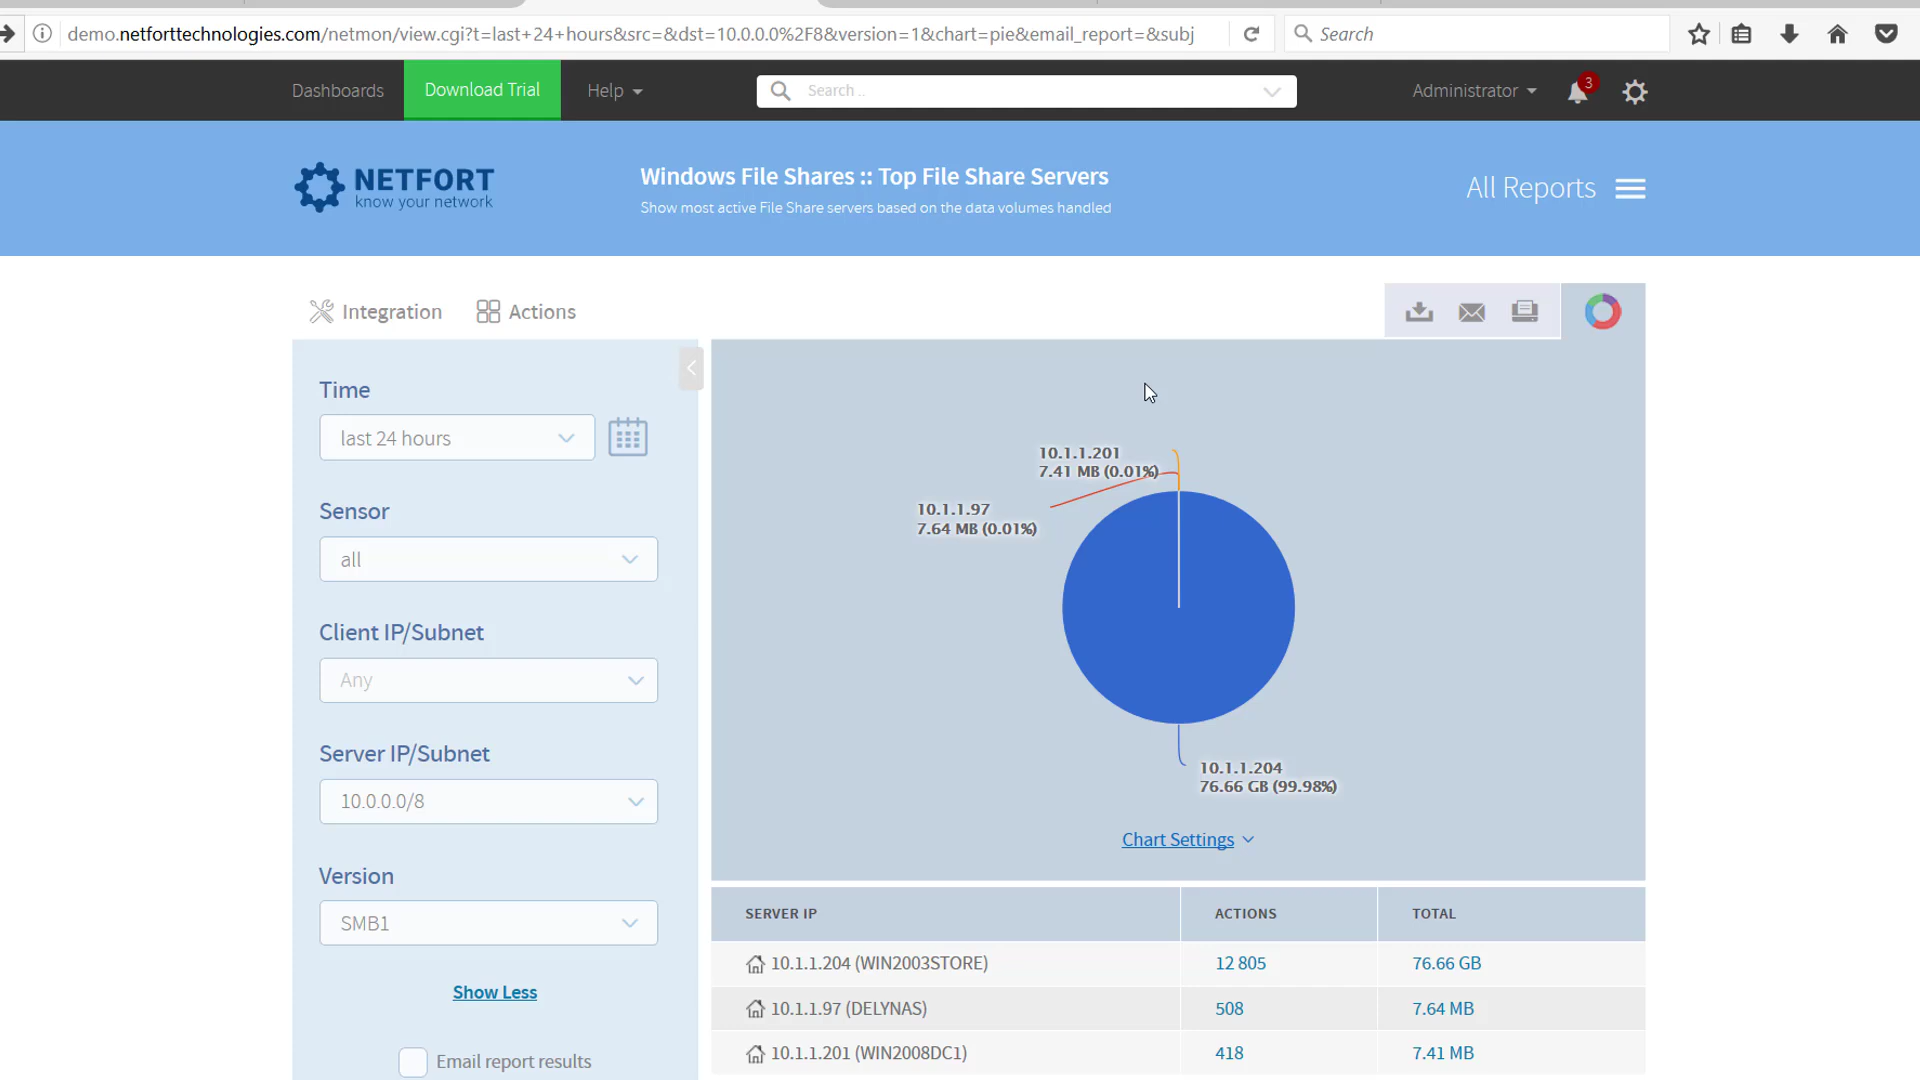 demo.netforttechnologies.com/netmon/view.cgi?t=last+24+hours&src=&dst=10.0.0.0%2F8&version=1&chart=pie&email_report=&subj
Search
Dashboards
Download Trial
Help
Search ..
Administrator
3
NETFORT
know your network
Windows File Shares :: Top File Share Servers
Show most active File Share servers based on the data volumes handled
All Reports
Integration
Actions
Time
last 24 hours
Sensor
all
Client IP/Subnet
Any
Server IP/Subnet
10.0.0.0/8
Version
SMB1
Show Less
Email report results
10.1.1.201
7.41 MB (0.01%)
10.1.1.97
7.64 MB (0.01%)
10.1.1.204
76.66 GB (99.98%)
Chart Settings
SERVER IP ACTIONS TOTAL
10.1.1.204 (WIN2003STORE) 12 805 76.66 GB
10.1.1.97 (DELYNAS) 508 7.64 MB
10.1.1.201 (WIN2008DC1) 418 7.41 MB